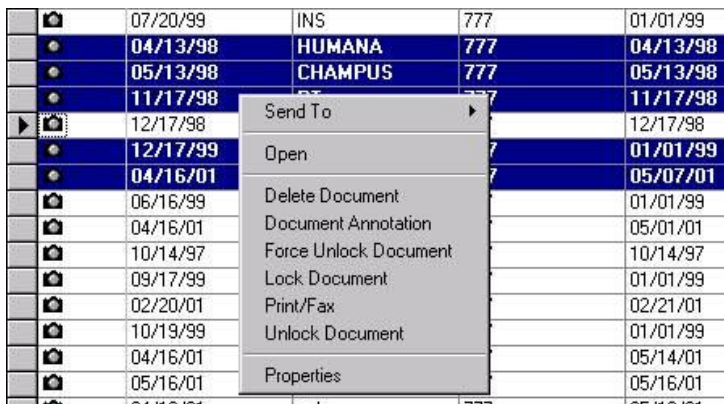 07/20/99 INS 777 01/01/99
04/13/98 HUMANA 777 04/13/98
05/13/98 CHAMPUS 777 05/13/98
11/17/98 11/17/98
Send To
12/17/98 12/17/98
12/17/99 01/01/99
Open
04/16/01 05/07/01
06/16/99 01/01/99
Delete Document
04/16/01 05/01/01
Document Annotation
10/14/97 10/14/97
Force Unlock Document
09/17/99 01/01/99
Lock Document
02/20/01 02/21/01
Print/Fax
10/19/99 01/01/99
Unlock Document
04/16/01 05/14/01
05/16/01 05/16/01
Properties